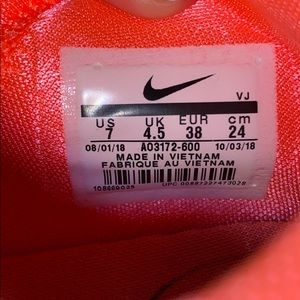 VJ
US UK EUR cm
7 4.5 38 24
08/01/18 AO3172-600 10/03/18
MADE IN VIETNAM
FABRIQUE AU VIETNAM
UPC